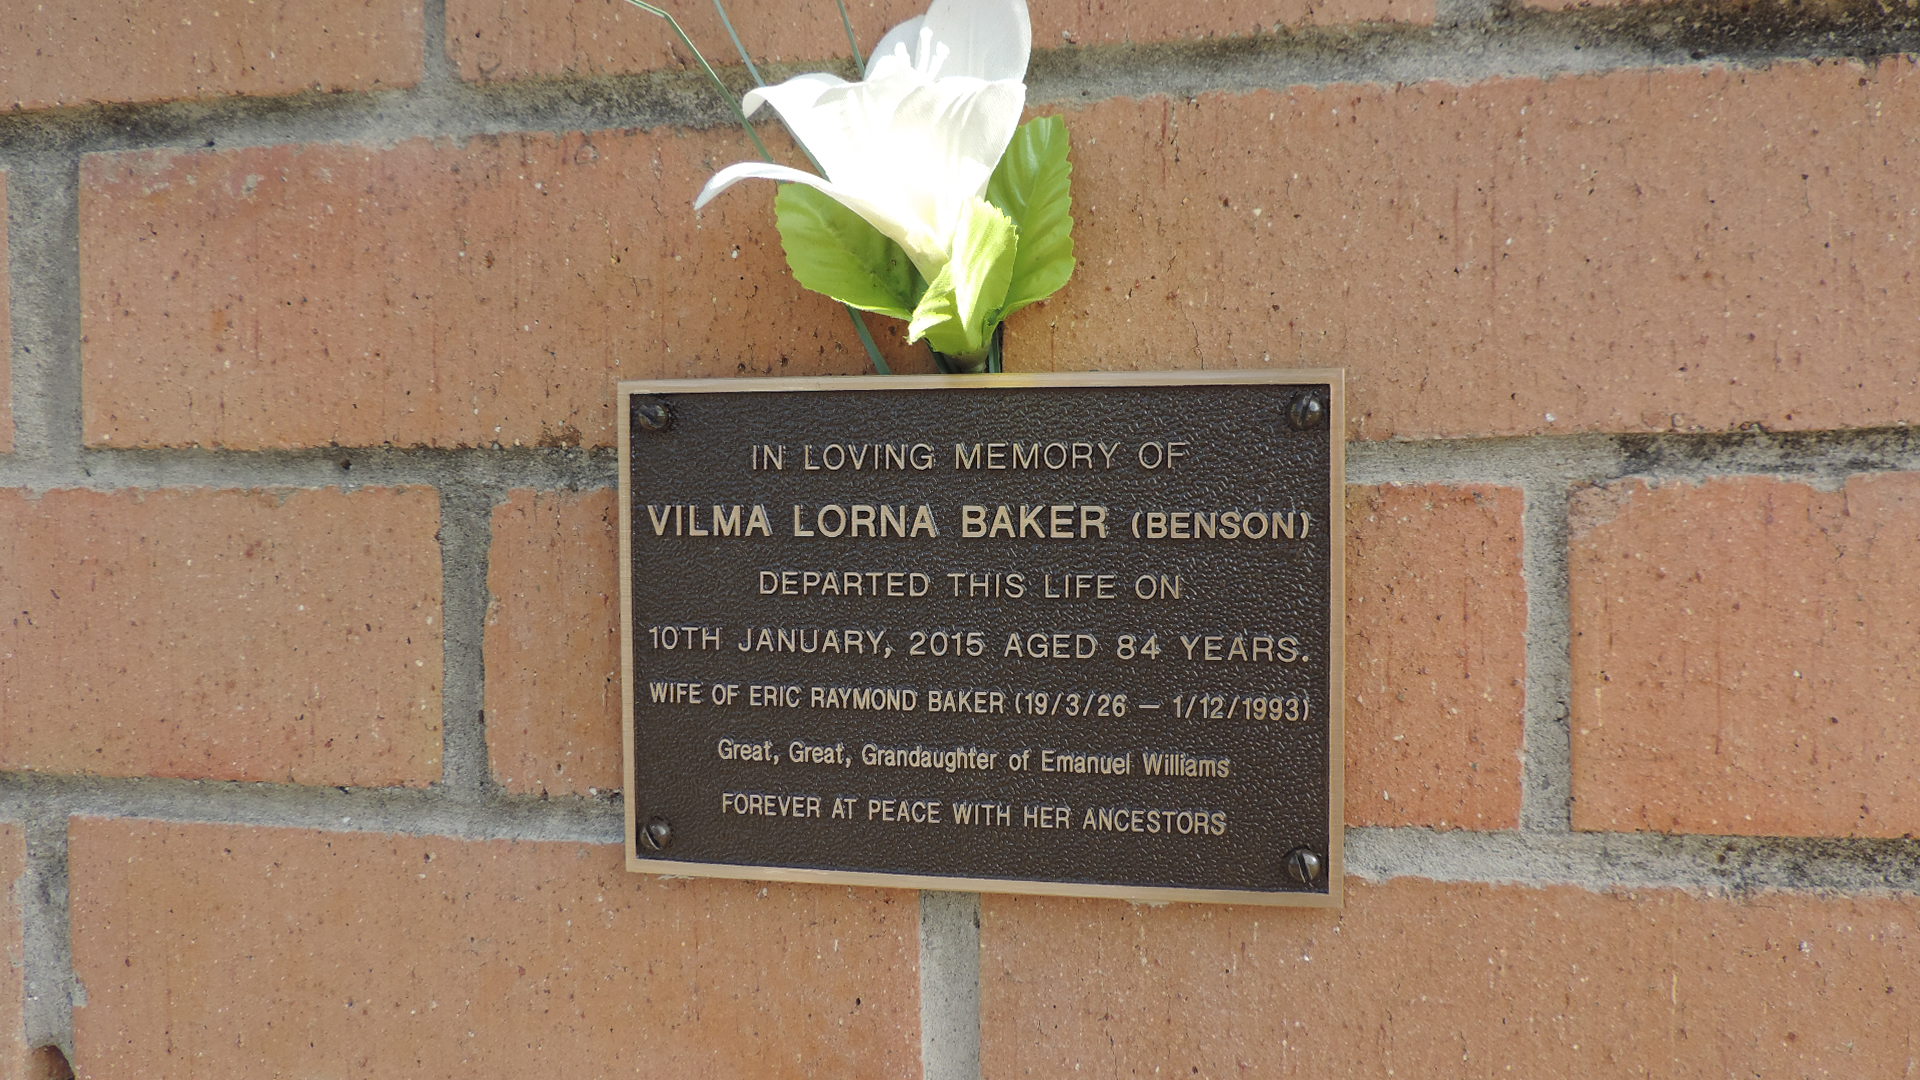 IN LOVING MEMORY OF
VILMA LORNA BAKER (BENSON)
DEPARTED THIS LIFE ON
10TH JANUARY, 2015 AGED 84 YEARS.
WIFE OF ERIC RAYMOND BAKER (19/3/26 – 1/12/1993)
Great, Great, Grandaughter of Emanuel Williams
FOREVER AT PEACE WITH HER ANCESTORS